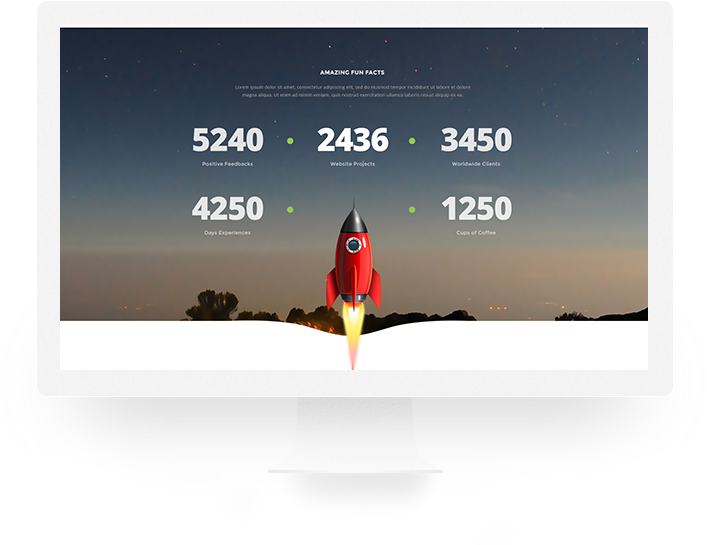 AMAZING FUN FACTS
Lorem ipsum dolor sit amet, consectetur adipiscing elit, sed do eiusmod tempor incididunt ut labore et dolore
magna aliqua. Ut enim ad minim veniam, quis nostrud exercitation ullamco laboris nisiut aliquip ex ea.
5240 2436 3450
Positive Feedbacks Website Projects Worldwide Clients
4250 1250
Days Experiences Cups of Coffee